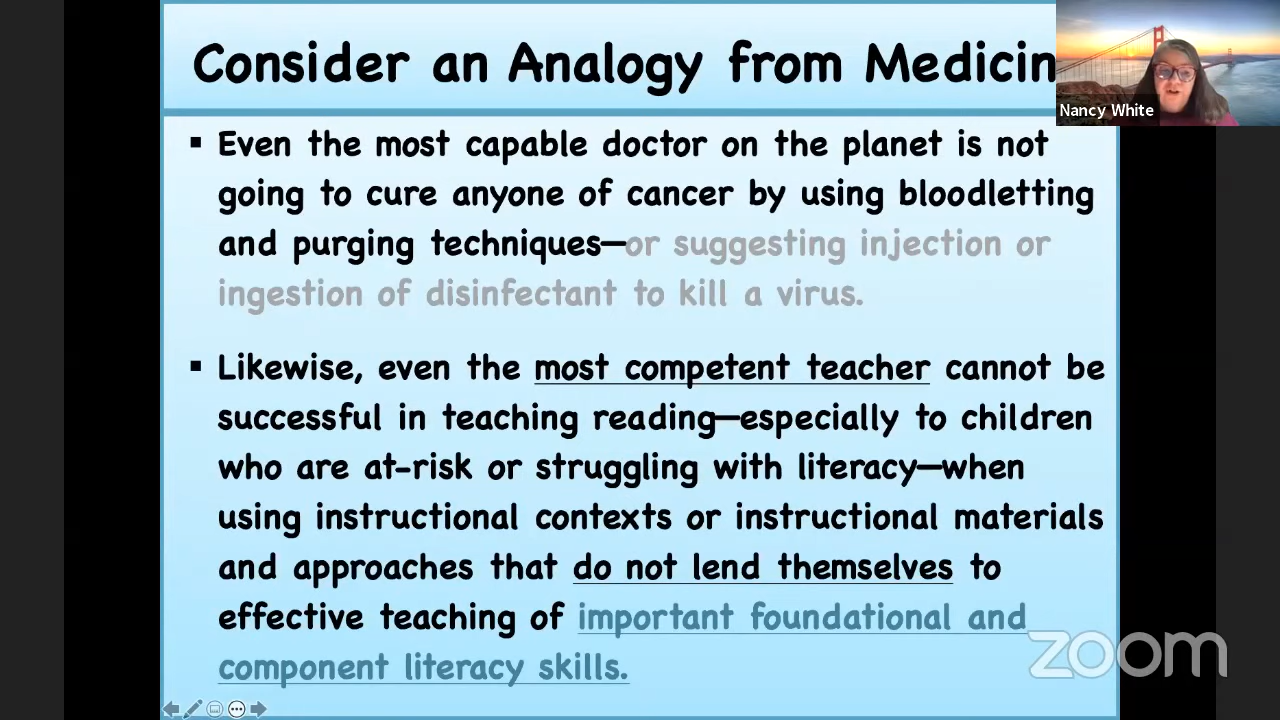 Consider an Analogy from Medicin
Nancy White
▪ Even the most capable doctor on the planet is not
going to cure anyone of cancer by using bloodletting
and purging techniques—or suggesting injection or
ingestion of disinfectant to kill a virus.
▪ Likewise, even the most competent teacher cannot be
successful in teaching reading—especially to children
who are at-risk or struggling with literacy—when
using instructional contexts or instructional materials
and approaches that do not lend themselves to
effective teaching of important foundational and
component literacy skills.
zoom